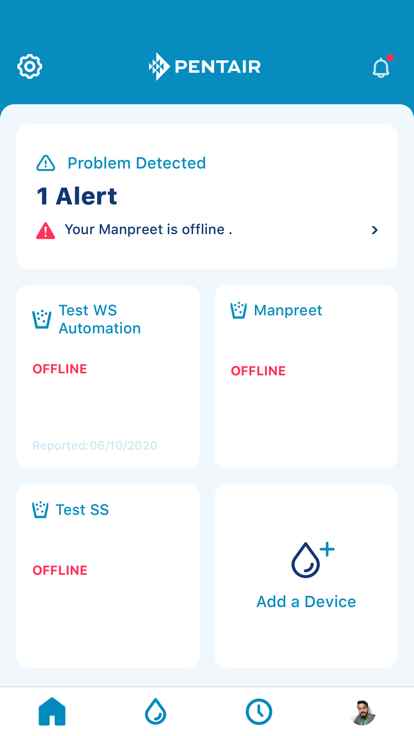 PENTAIR
Problem Detected
1 Alert
Your Manpreet is offline .
Test WS
Automation
OFFLINE
Reported:06/10/2020
Manpreet
OFFLINE
Test SS
OFFLINE
Add a Device